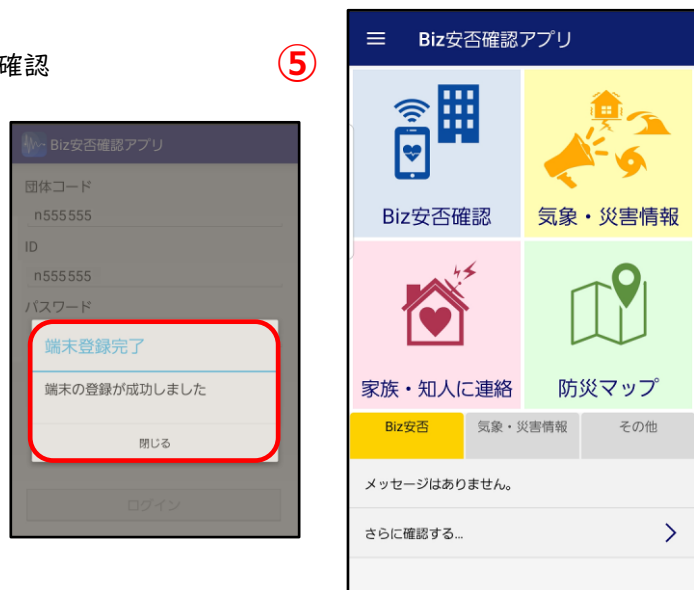 確認
⑤
Biz安否確認アプリ
団体コード
n555555
ID
n555555
パスワード
端末登録完了
端末の登録が成功しました
閉じる
ログイン
Biz安否確認アプリ
Biz安否確認
気象・災害情報
家族・知人に連絡
防災マップ
Biz安否
気象・災害情報
その他
メッセージはありません。
さらに確認する...